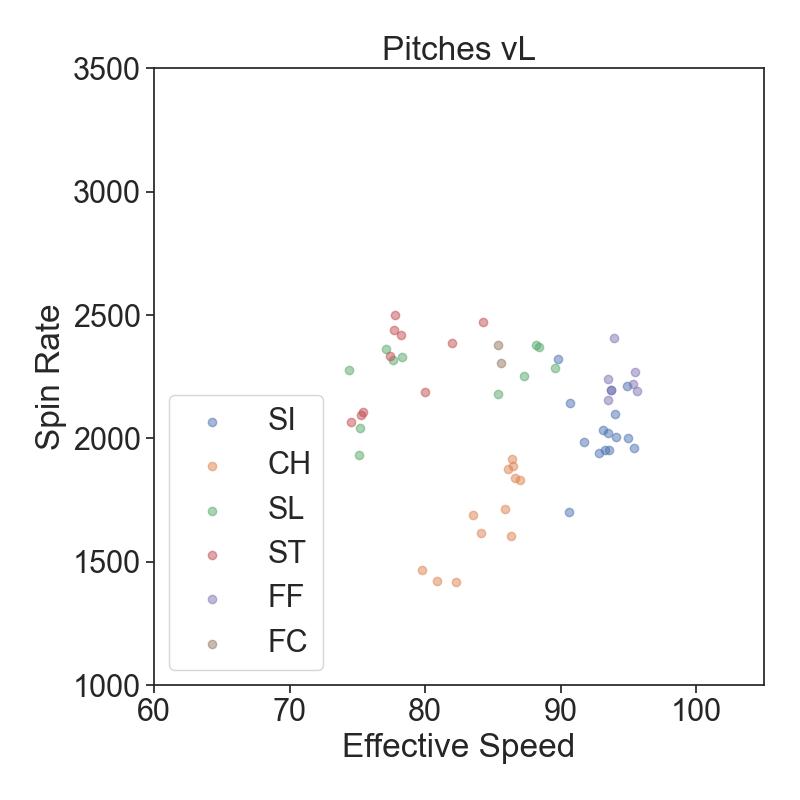 Pitches vL
3500
3000
2500
2000
1500
1000
Spin Rate
SI
CH
SL
ST
FF
FC
60 70 80 90 100
Effective Speed